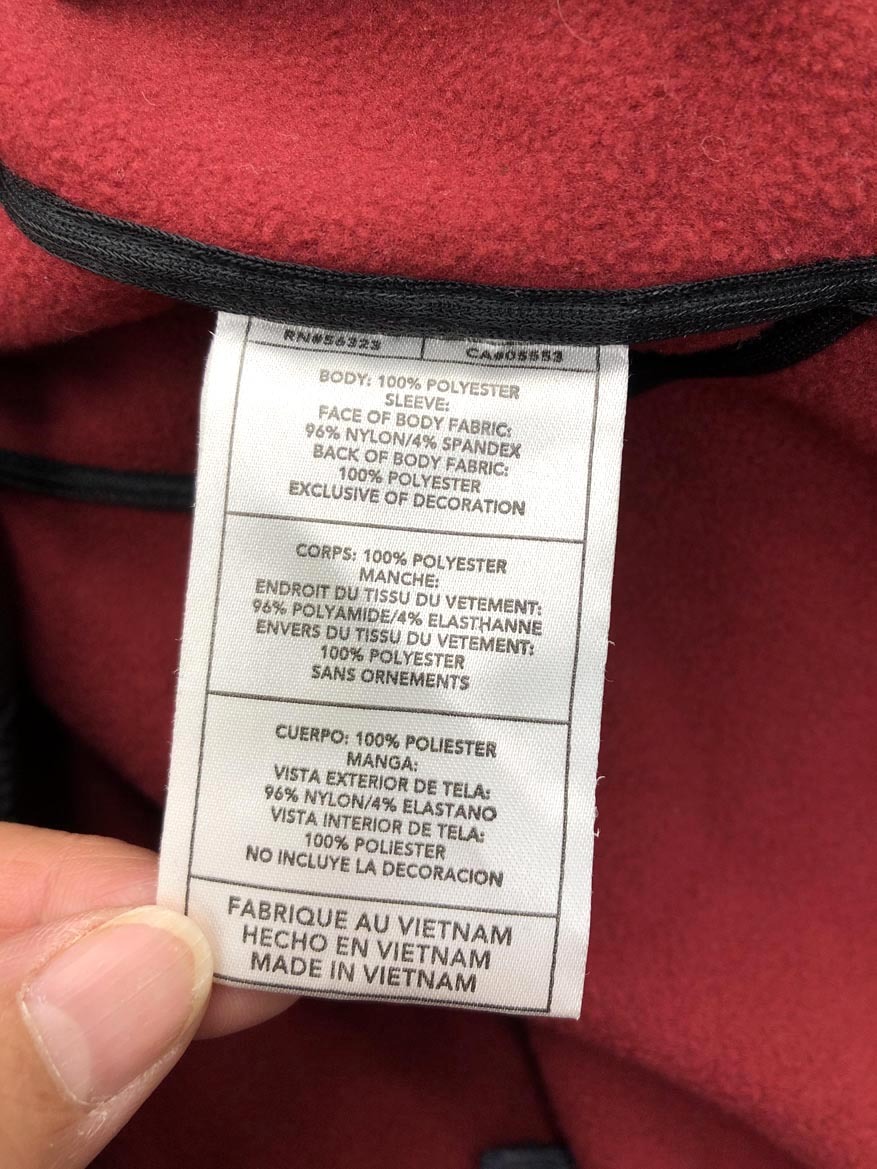 RN#56323 CA#05553
BODY: 100% POLYESTER
SLEEVE:
FACE OF BODY FABRIC:
96% NYLON/4% SPANDEX
BACK OF BODY FABRIC:
100% POLYESTER
EXCLUSIVE OF DECORATION
CORPS: 100% POLYESTER
MANCHE:
ENDROIT DU TISSU DU VETEMENT:
96% POLYAMIDE/4% ELASTHANNE
ENVERS DU TISSU DU VETEMENT:
100% POLYESTER
SANS ORNEMENTS
CUERPO: 100% POLIESTER
MANGA:
VISTA EXTERIOR DE TELA:
96% NYLON/4% ELASTANO
VISTA INTERIOR DE TELA:
100% POLIESTER
NO INCLUYE LA DECORACION
FABRIQUE AU VIETNAM
HECHO EN VIETNAM
MADE IN VIETNAM